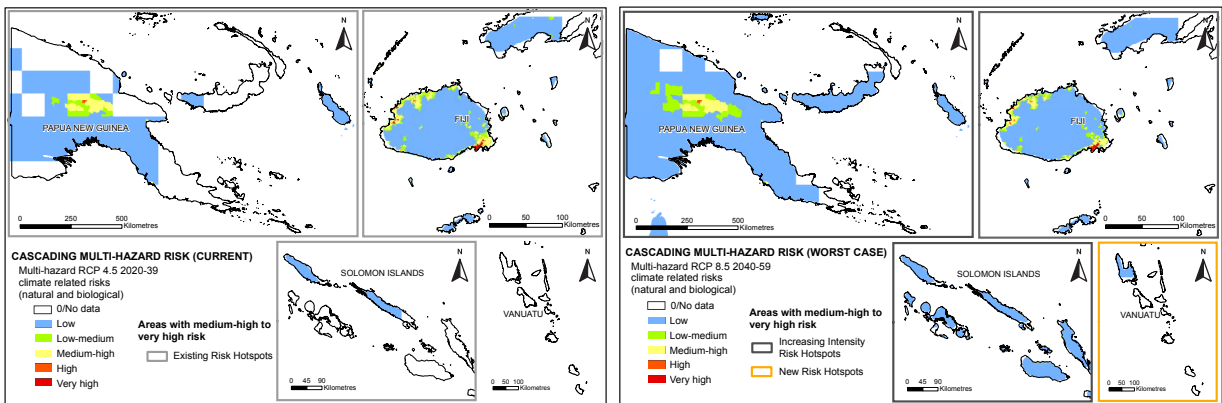 N
N
PAPUA NEW GUINEA
FIJI
0 250 500
Kilometres
0 50 100
Kilometres
CASCADING MULTI-HAZARD RISK (CURRENT)
Multi-hazard RCP 4.5 2020-39
climate related risks
(natural and biological)
0/No data
Low
Low-medium
Medium-high
High
Very high
Areas with medium-high to
very high risk
Existing Risk Hotspots
N
SOLOMON ISLANDS
0 45 90
Kilometres
N
VANUATU
0 50 100
Kilometres
N
N
PAPUA NEW GUINEA
FIJI
0 250 500
Kilometres
0 50 100
Kilometres
CASCADING MULTI-HAZARD RISK (WORST CASE)
Multi-hazard RCP 8.5 2040-59
climate related risks
(natural and biological)
0/No data
Low
Low-medium
Medium-high
High
Very high
Areas with medium-high to
very high risk
Increasing Intensity
Risk Hotspots
New Risk Hotspots
N
SOLOMON ISLANDS
0 45 90
Kilometres
N
VANUATU
0 50 100
Kilometres